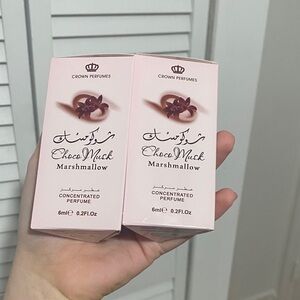 CROWN PERFUMES
شوكو مسك
Choco Musk
Marshmallow
عطر مركز
CONCENTRATED
PERFUME
6ml℮ 0.2Fl.Oz
CROWN PERFUMES
شوكو مسك
Choco Musk
Marshmallow
عطر مركز
CONCENTRATED
PERFUME
6ml℮ 0.2Fl.Oz